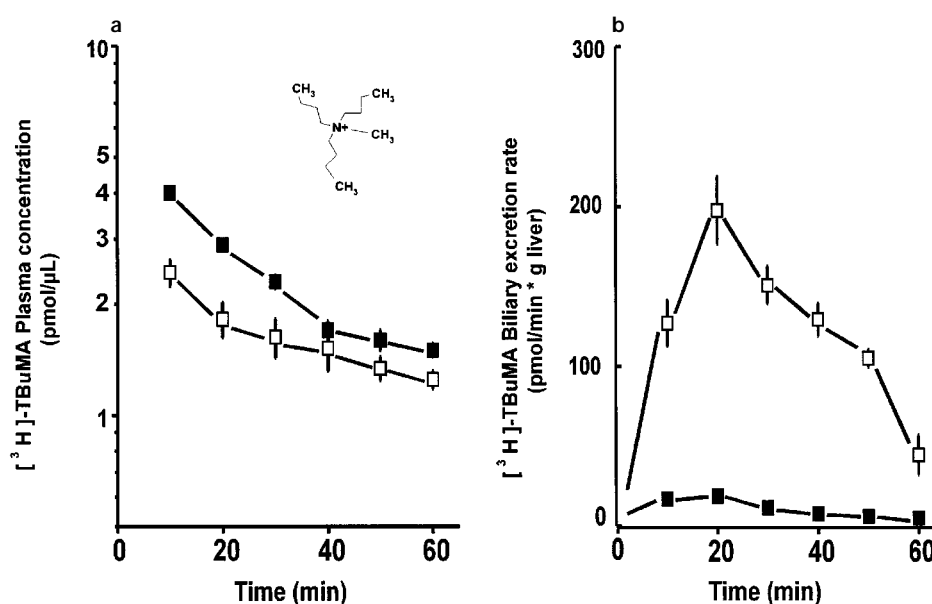 a
[ ³ H ]-TBuMA Plasma concentration
(pmol/µL)
10
5
4
3
2
1
0
20
40
60
Time (min)
CH₃
CH₃
N+
CH₃
CH₃
b
[ ³ H ]-TBuMA Biliary excretion rate
(pmol/min * g liver)
300
200
100
0
0
20
40
60
Time (min)